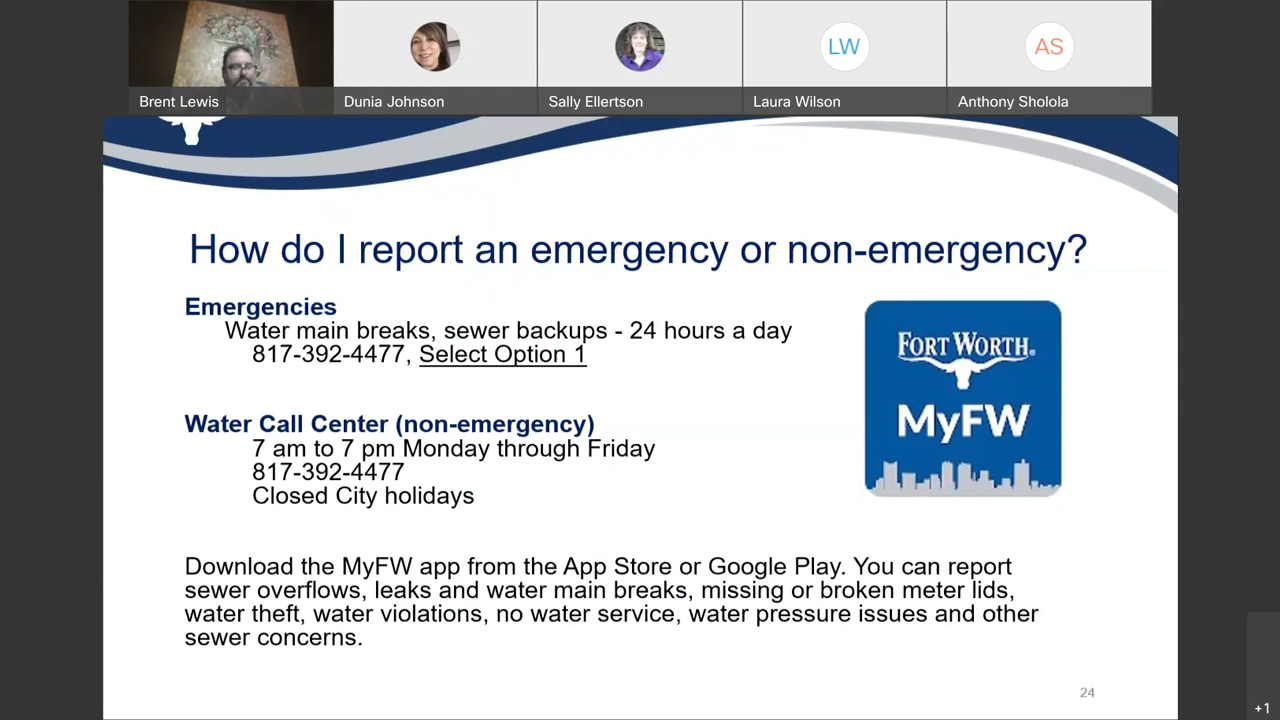 Brent Lewis
Dunia Johnson
Sally Ellertson
LW
Laura Wilson
AS
Anthony Sholola
How do I report an emergency or non-emergency?
Emergencies
Water main breaks, sewer backups - 24 hours a day
817-392-4477, Select Option 1
FORT WORTH®
MyFW
Water Call Center (non-emergency)
7 am to 7 pm Monday through Friday
817-392-4477
Closed City holidays
Download the MyFW app from the App Store or Google Play. You can report
sewer overflows, leaks and water main breaks, missing or broken meter lids,
water theft, water violations, no water service, water pressure issues and other
sewer concerns.
24
+1